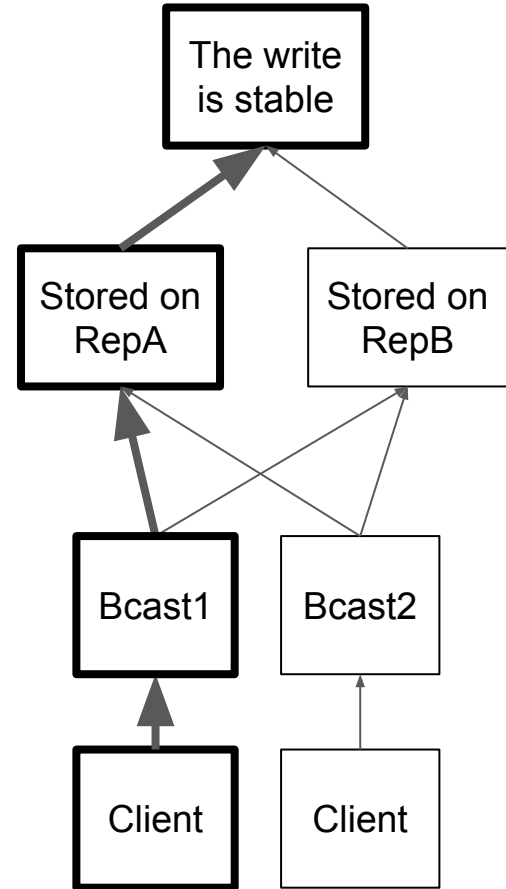 The write
is stable
Stored on
RepA
Stored on
RepB
Bcast1
Bcast2
Client
Client